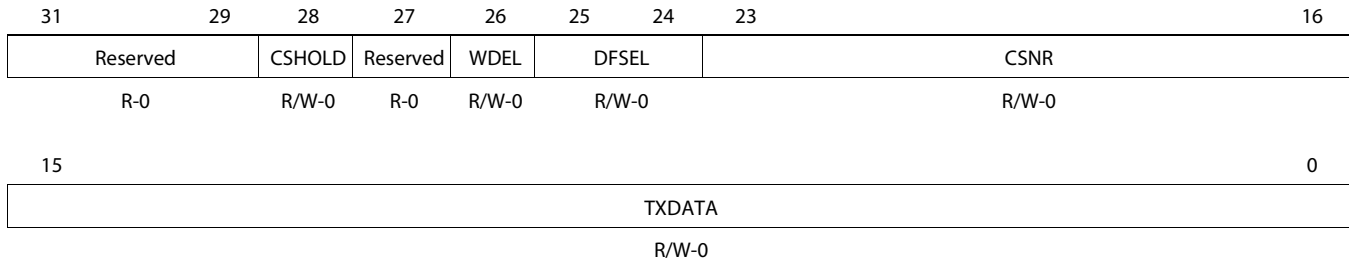 31 29 28 27 26 25 24 23 16
Reserved CSHOLD Reserved WDEL DFSEL CSNR
R-0 R/W-0 R-0 R/W-0 R/W-0 R/W-0
15 0
TXDATA
R/W-0